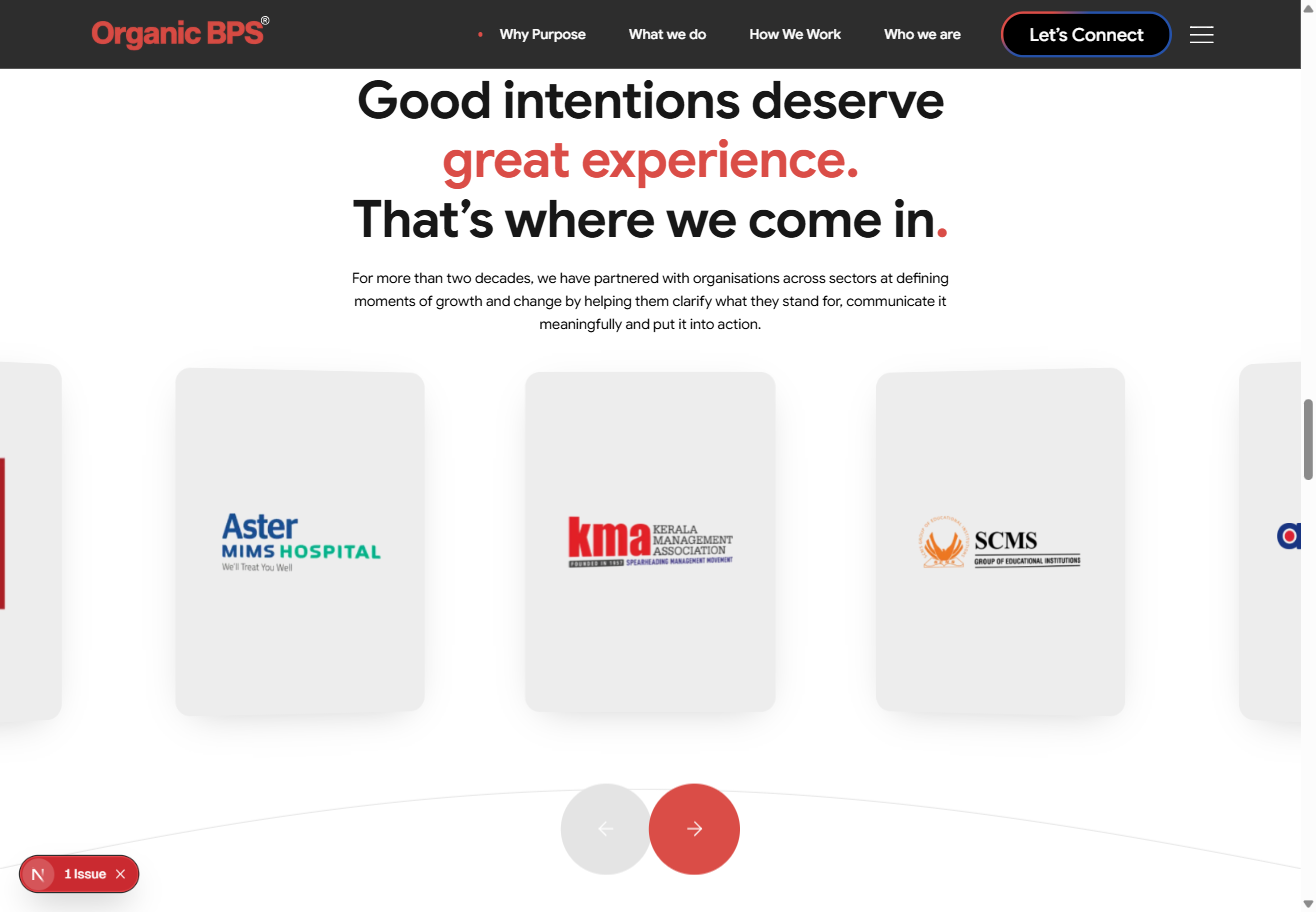 Organic BPS®
Why Purpose
What we do
How We Work
Who we are
Let's Connect
Good intentions deserve
great experience.
That's where we come in.
For more than two decades, we have partnered with organisations across sectors at defining
moments of growth and change by helping them clarify what they stand for, communicate it
meaningfully and put it into action.
Aster
MIMS HOSPITAL
We'll Treat You Well
kma KERALA
MANAGEMENT
ASSOCIATION
FOUNDED IN 1957 SPEARHEADING MANAGEMENT MOVEMENT
SCMS
GROUP OF EDUCATIONAL INSTITUTIONS
N 1 Issue